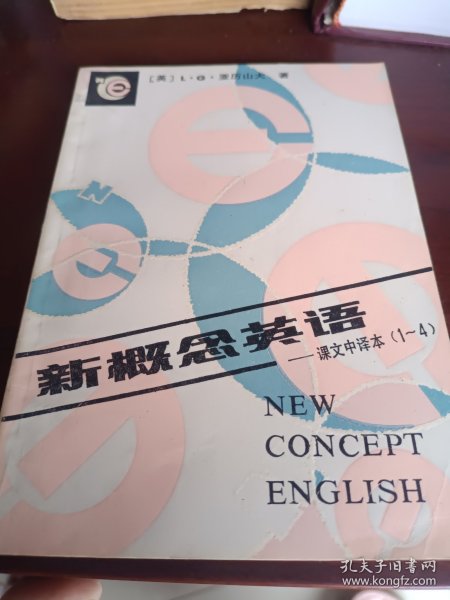 [英] L·G·亚历山大 著
新概念英语
——课文中译本(1~4)
NEW
CONCEPT
ENGLISH
孔夫子旧书网
www.kongfz.com